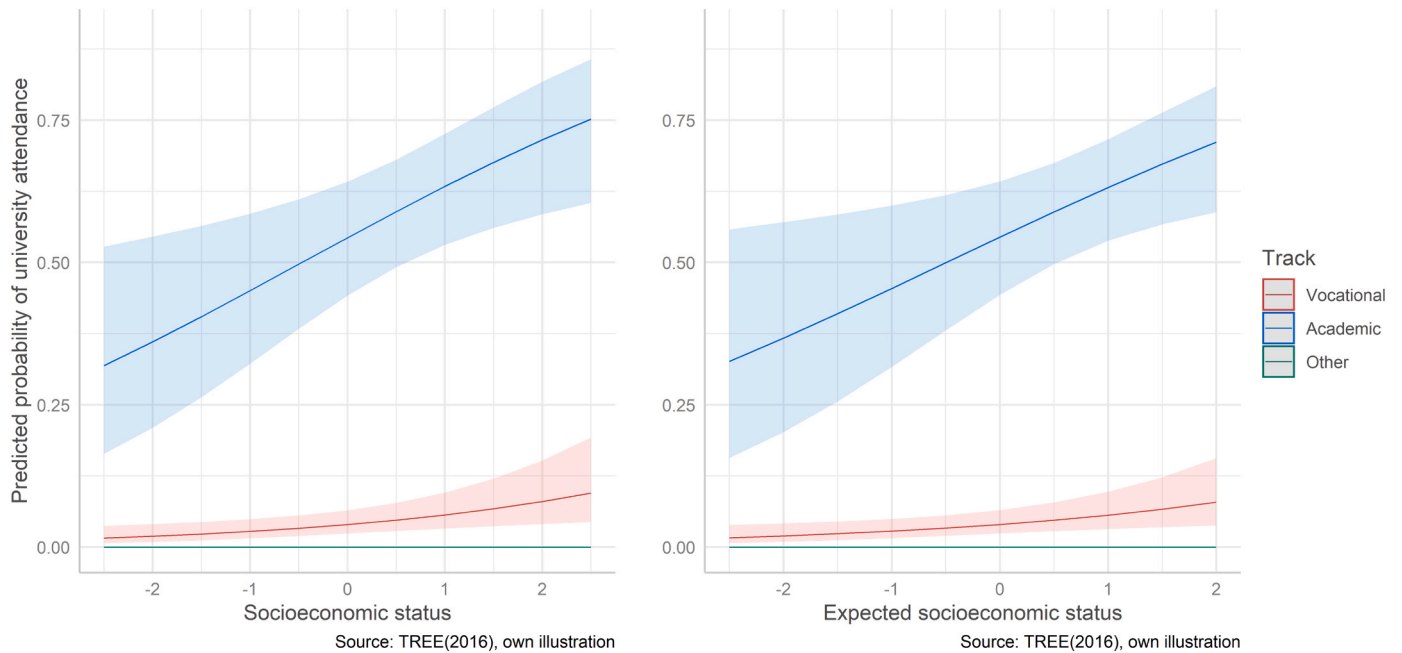 Predicted probability of university attendance
0.75
0.50
0.25
0.00
-2 -1 0 1 2
Socioeconomic status
Source: TREE(2016), own illustration
0.75
0.50
0.25
0.00
-2 -1 0 1 2
Expected socioeconomic status
Source: TREE(2016), own illustration
Track
Vocational
Academic
Other